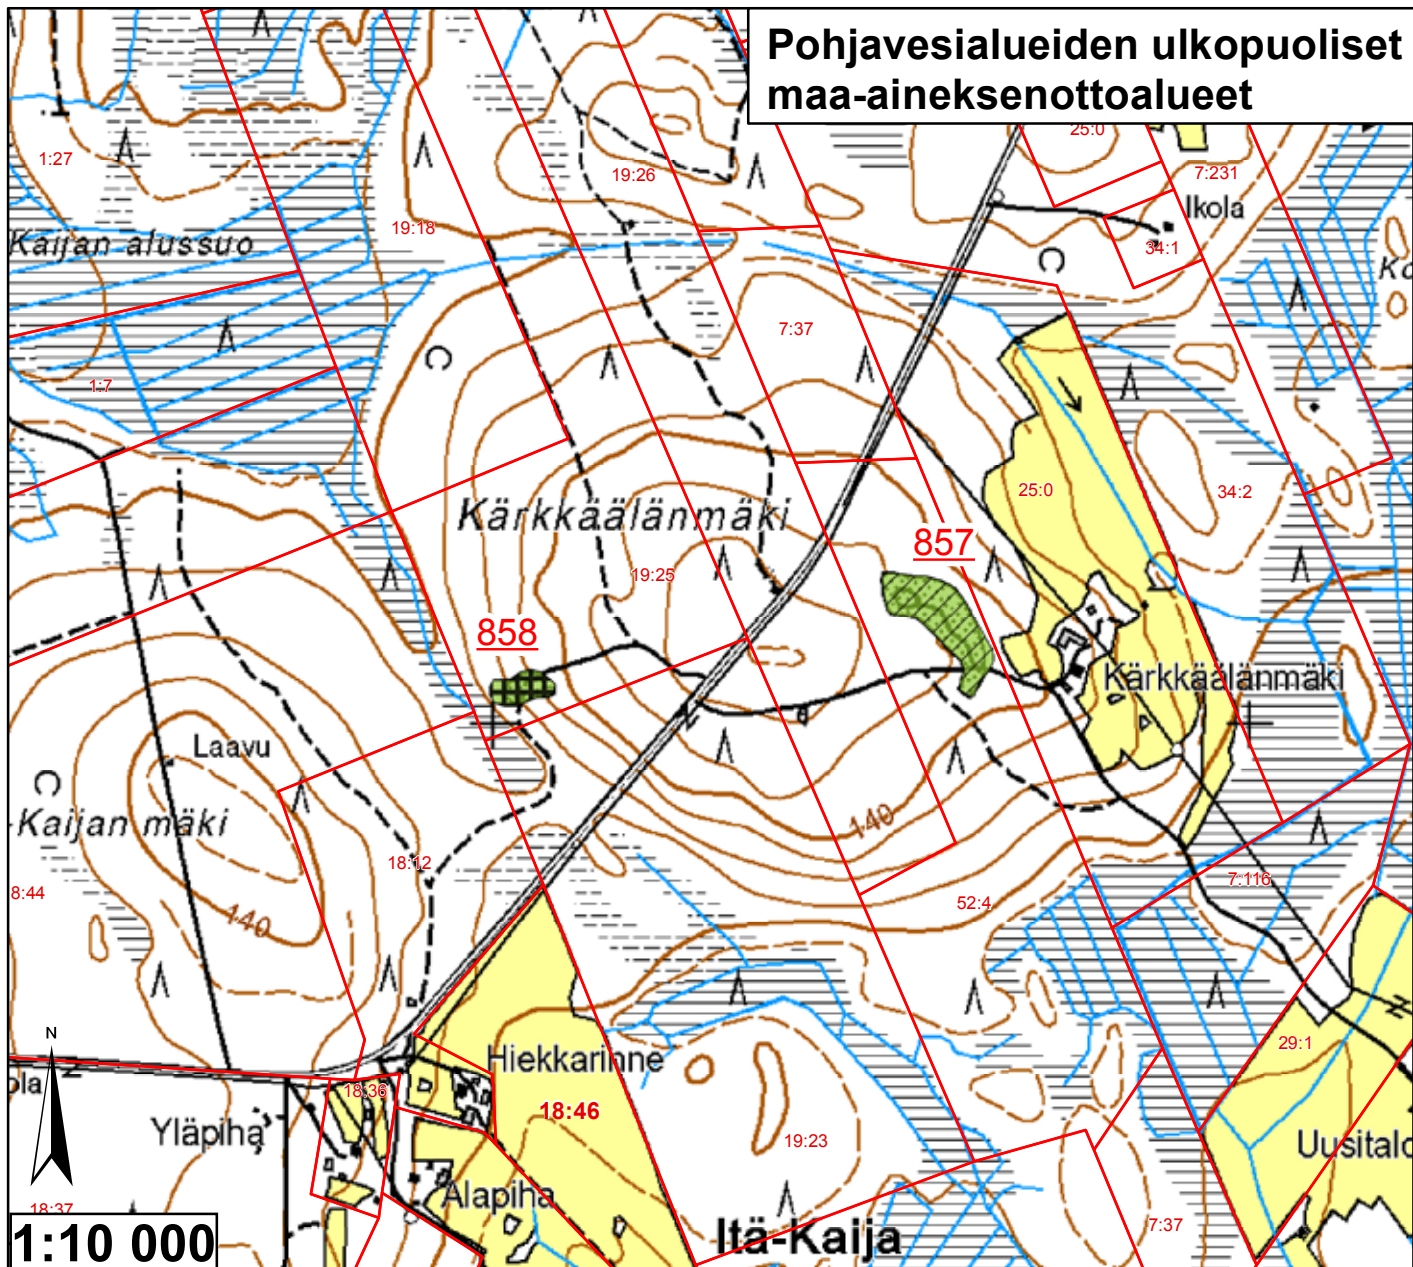 Pohjavesialueiden ulkopuoliset
maa-aineksenottoalueet
25:0
1:27
19:26
7:231
Ikola
19:18
34:1
Kaijan alussuo
7:37
1:7
25:0
34:2
Kärkkäälänmäki
857
19:25
858
Kärkkäälänmäki
Laavu
-Kaijan mäki
140
18:12
7:116
8:44
52:4
140
N
29:1
Hiekkarinne
18:36
18:46
Yläpiha
19:23
Uusitalo
Alapiha
18:37
7:37
Itä-Kaija
1:10 000